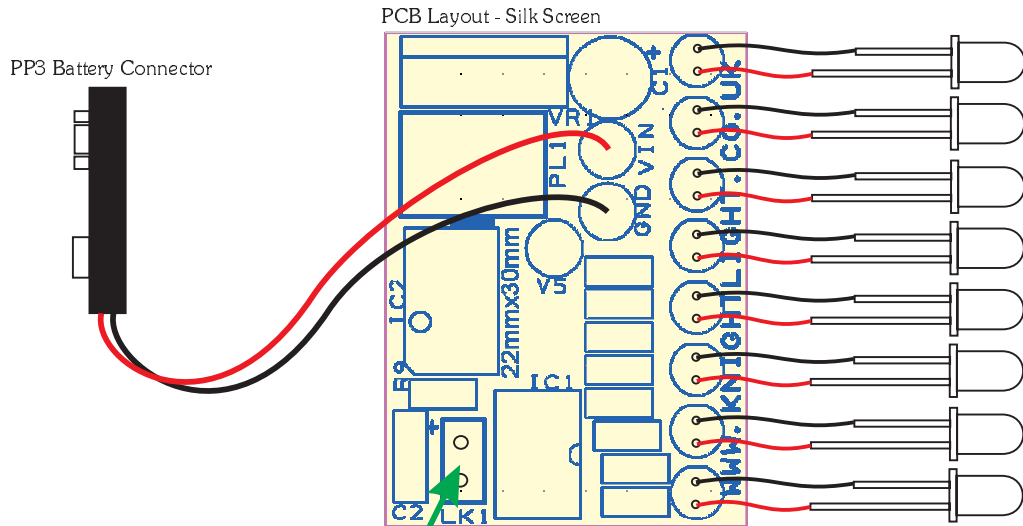 PCB Layout - Silk Screen
PP3 Battery Connector
C1
+
VR1
PL1
VIN
GND
V5
IC2
22mmx30mm
R9
IC1
+
C2
LK1
WWW.KNIGHTLIGHT.CO.UK